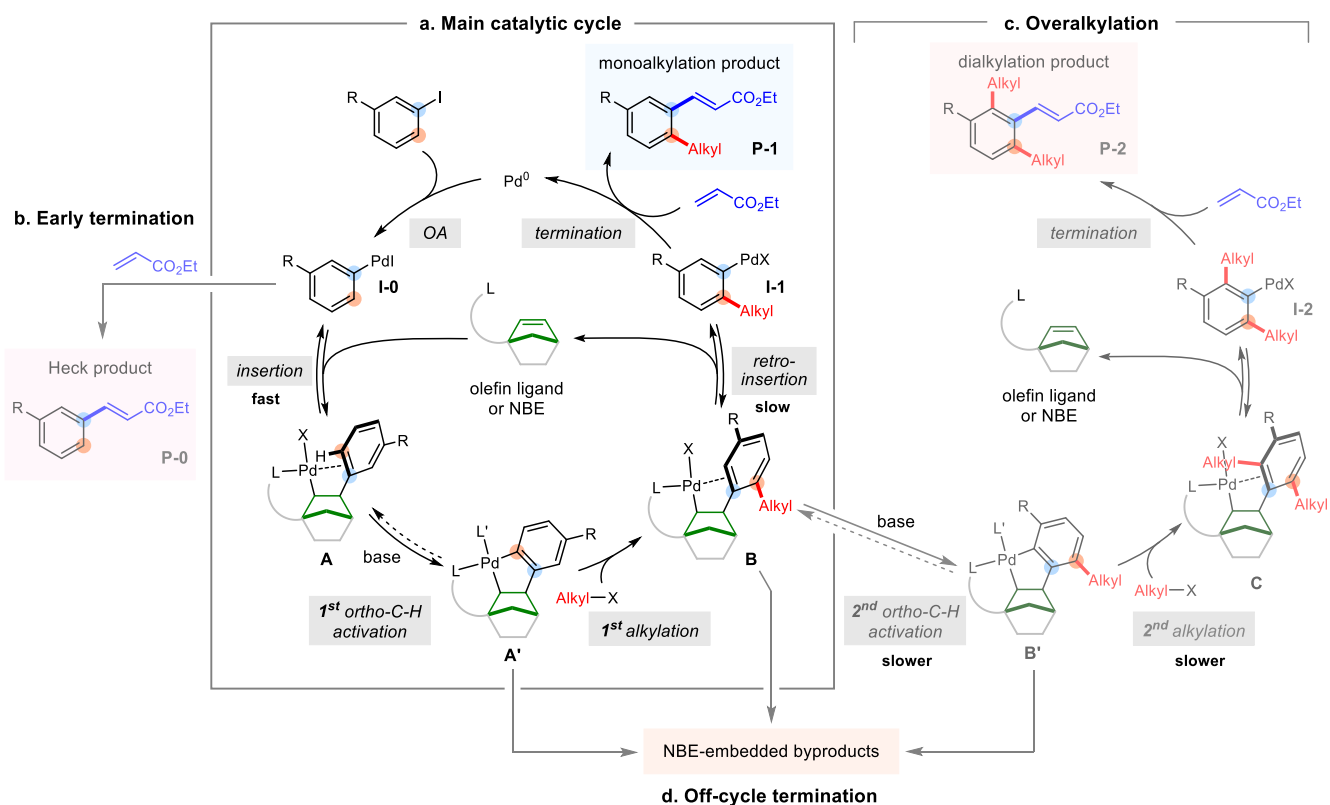 a. Main catalytic cycle
c. Overalkylation
monoalkylation product
R
CO2Et
Alkyl
P-1
dialkylation product
Alkyl
R
CO2Et
Alkyl
P-2
R
I
Pd0
CO2Et
OA
termination
b. Early termination
CO2Et
R
PdI
I-0
R
PdX
I-1
Alkyl
CO2Et
termination
Alkyl
R
PdX
I-2
Alkyl
Heck product
R
CO2Et
P-0
insertion
fast
L
olefin ligand
or NBE
retro-
insertion
slow
L
olefin ligand
or NBE
X
H
R
L
Pd
A
base
R
X
L
Pd
Alkyl
B
base
R
X
Alkyl
L
Pd
Alkyl
C
1st ortho-C-H
activation
L'
R
L
Pd
A'
Alkyl
X
1st alkylation
2nd ortho-C-H
activation
slower
R
L'
L
Pd
Alkyl
B'
Alkyl
X
2nd alkylation
slower
NBE-embedded byproducts
d. Off-cycle termination